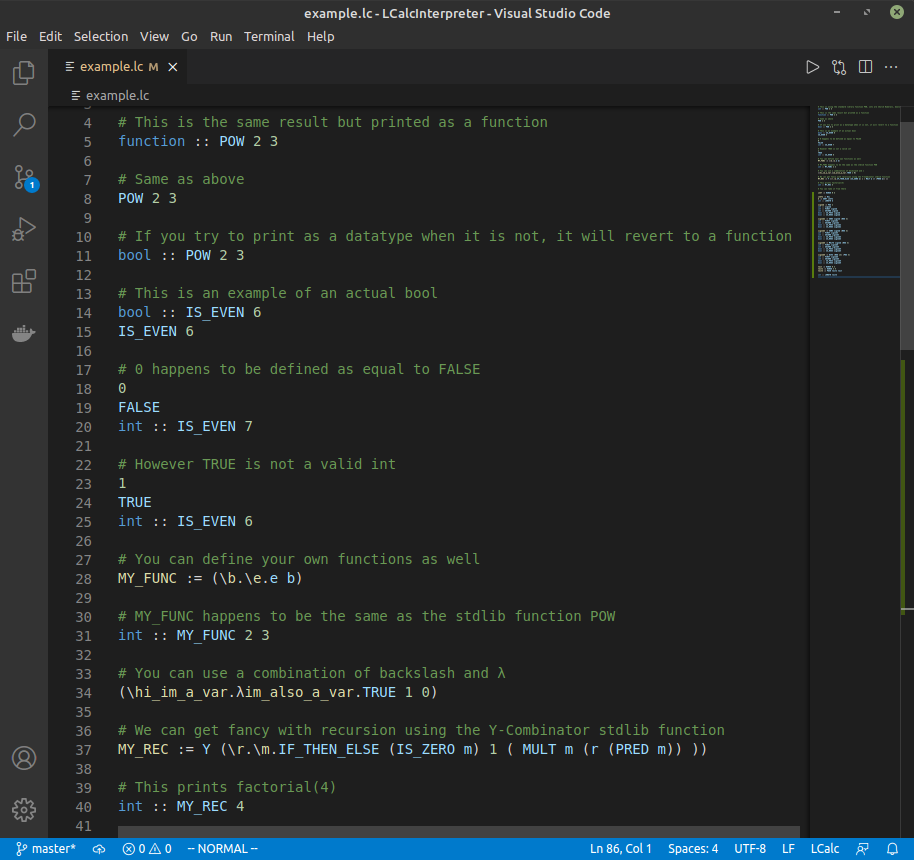 example.lc - LCalcInterpreter - Visual Studio Code
File Edit Selection View Go Run Terminal Help
example.lc M
example.lc
4 # This is the same result but printed as a function
5 function :: POW 2 3
6
7 # Same as above
8 POW 2 3
9
10 # If you try to print as a datatype when it is not, it will revert to a function
11 bool :: POW 2 3
12
13 # This is an example of an actual bool
14 bool :: IS_EVEN 6
15 IS_EVEN 6
16
17 # 0 happens to be defined as equal to FALSE
18 0
19 FALSE
20 int :: IS_EVEN 7
21
22 # However TRUE is not a valid int
23 1
24 TRUE
25 int :: IS_EVEN 6
26
27 # You can define your own functions as well
28 MY_FUNC := (\b.\e.e b)
29
30 # MY_FUNC happens to be the same as the stdlib function POW
31 int :: MY_FUNC 2 3
32
33 # You can use a combination of backslash and λ
34 (\hi_im_a_var.λim_also_a_var.TRUE 1 0)
35
36 # We can get fancy with recursion using the Y-Combinator stdlib function
37 MY_REC := Y (\r.\m.IF_THEN_ELSE (IS_ZERO m) 1 ( MULT m (r (PRED m)) ))
38
39 # This prints factorial(4)
40 int :: MY_REC 4
41
1
master* 0 0 -- NORMAL -- Ln 86, Col 1 Spaces: 4 UTF-8 LF LCalc